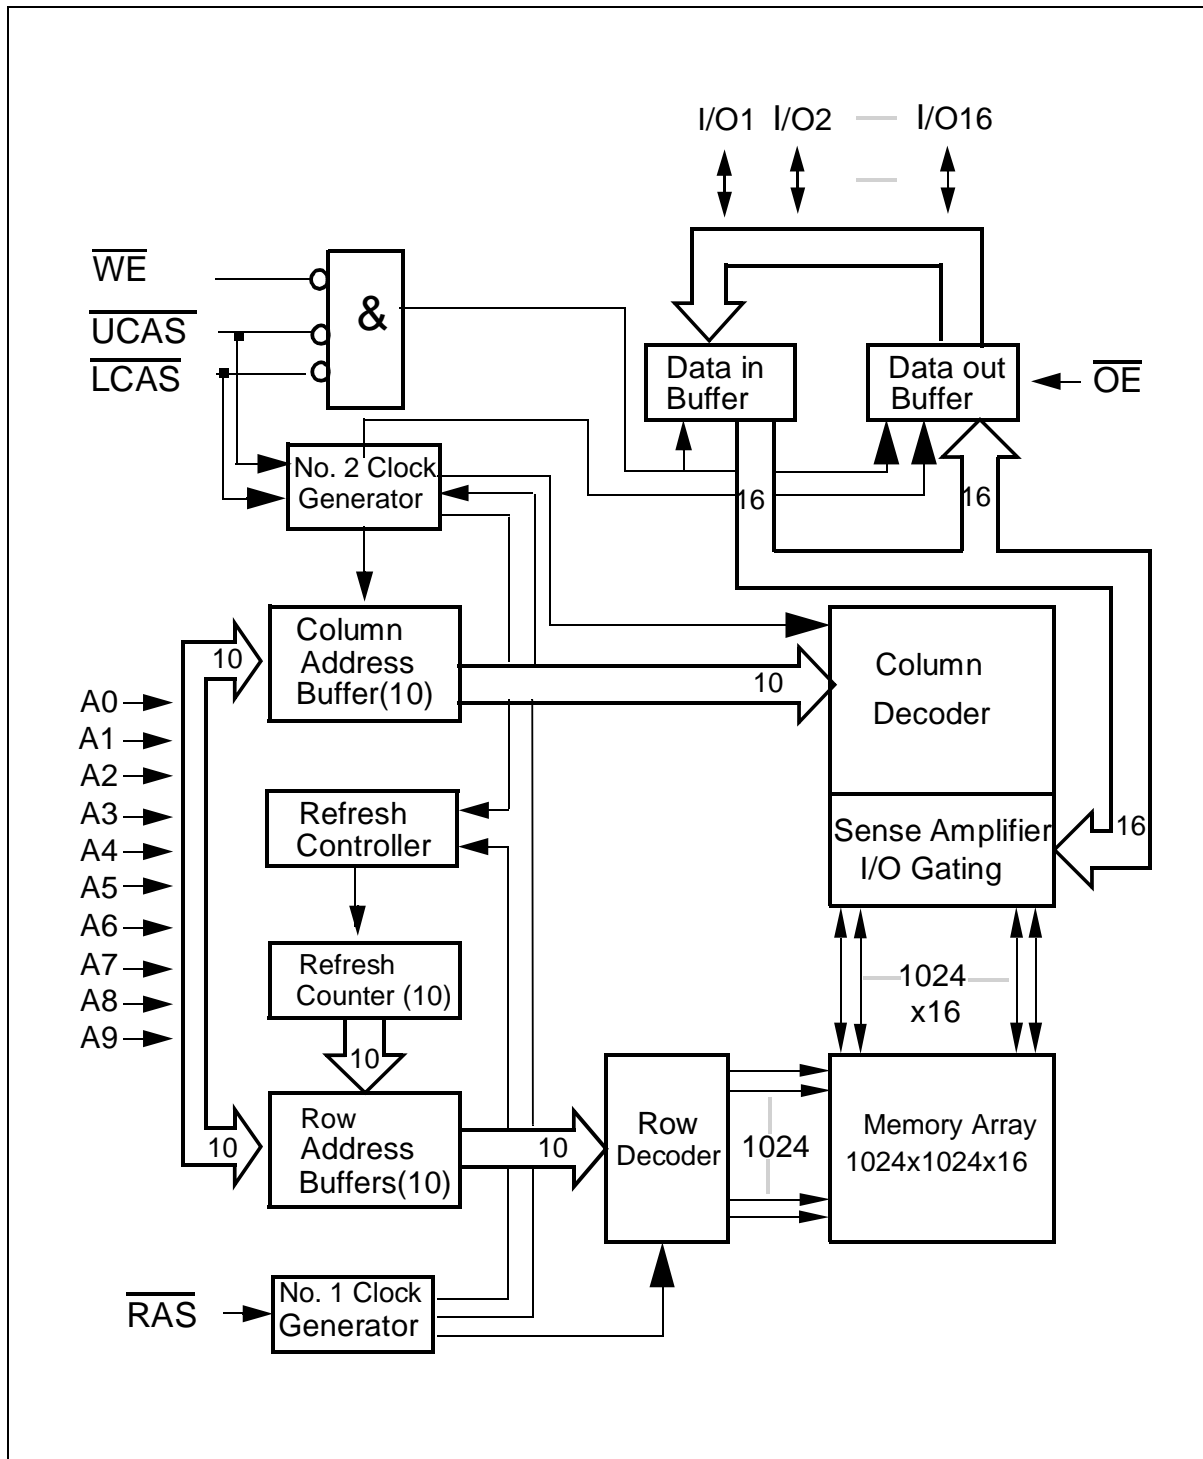 I/O1 I/O2 I/O16
WE
UCAS
LCAS
&
Data in
Buffer
Data out
Buffer
OE
No. 2 Clock
Generator
16
16
Column
Address
Buffer(10)
10
10
Column
Decoder
A0
A1
A2
A3
A4
A5
A6
A7
A8
A9
Refresh
Controller
Sense Amplifier
I/O Gating
16
Refresh
Counter (10)
1024
x16
10
Row
Address
Buffers(10)
10
10
Row
Decoder
1024
Memory Array
1024x1024x16
RAS
No. 1 Clock
Generator